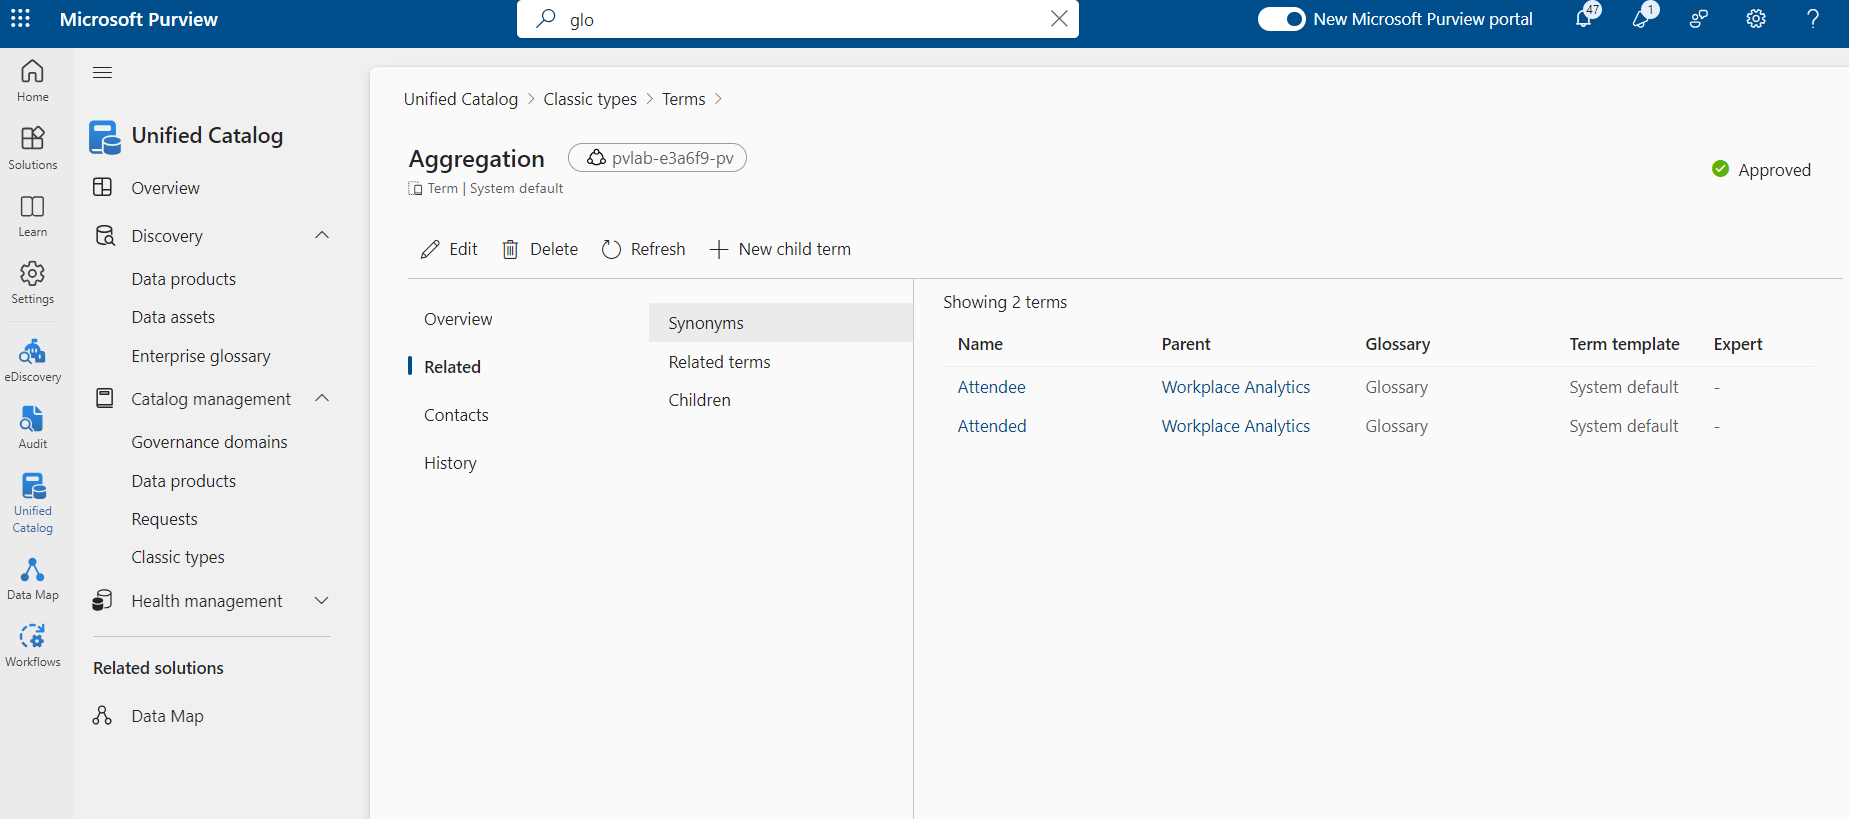 Microsoft Purview
glo
New Microsoft Purview portal
47
1
Home
Solutions
Learn
Settings
eDiscovery
Audit
Unified
Catalog
Data Map
Workflows
Unified Catalog
Overview
Discovery
Data products
Data assets
Enterprise glossary
Catalog management
Governance domains
Data products
Requests
Classic types
Health management
Related solutions
Data Map
Unified Catalog > Classic types > Terms >
Aggregation
pvlab-e3a6f9-pv
Term | System default
Approved
Edit Delete Refresh New child term
Overview
Related
Contacts
History
Synonyms
Related terms
Children
Showing 2 terms
Name Parent Glossary Term template Expert
Attendee Workplace Analytics Glossary System default -
Attended Workplace Analytics Glossary System default -